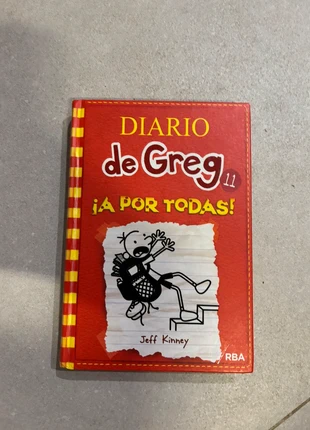 DIARIO
de Greg 11
¡A POR TODAS!
Jeff Kinney
RBA